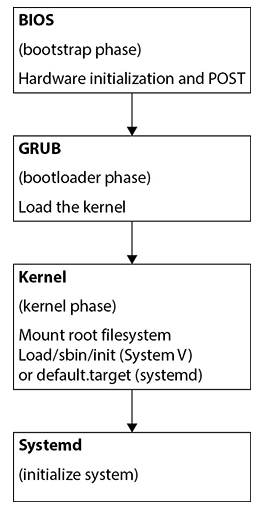 BIOS
(bootstrap phase)
Hardware initialization and POST
GRUB
(bootloader phase)
Load the kernel
Kernel
(kernel phase)
Mount root filesystem
Load/sbin/init (System V)
or default.target (systemd)
Systemd
(initialize system)